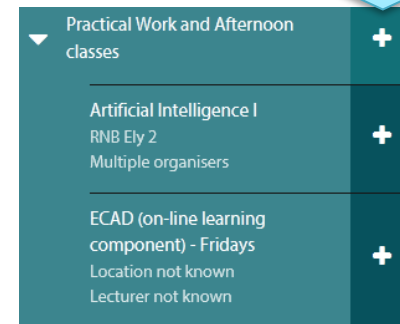 Practical Work and Afternoon
classes
Artificial Intelligence I
RNB Ely 2
Multiple organisers
ECAD (on-line learning
component) - Fridays
Location not known
Lecturer not known